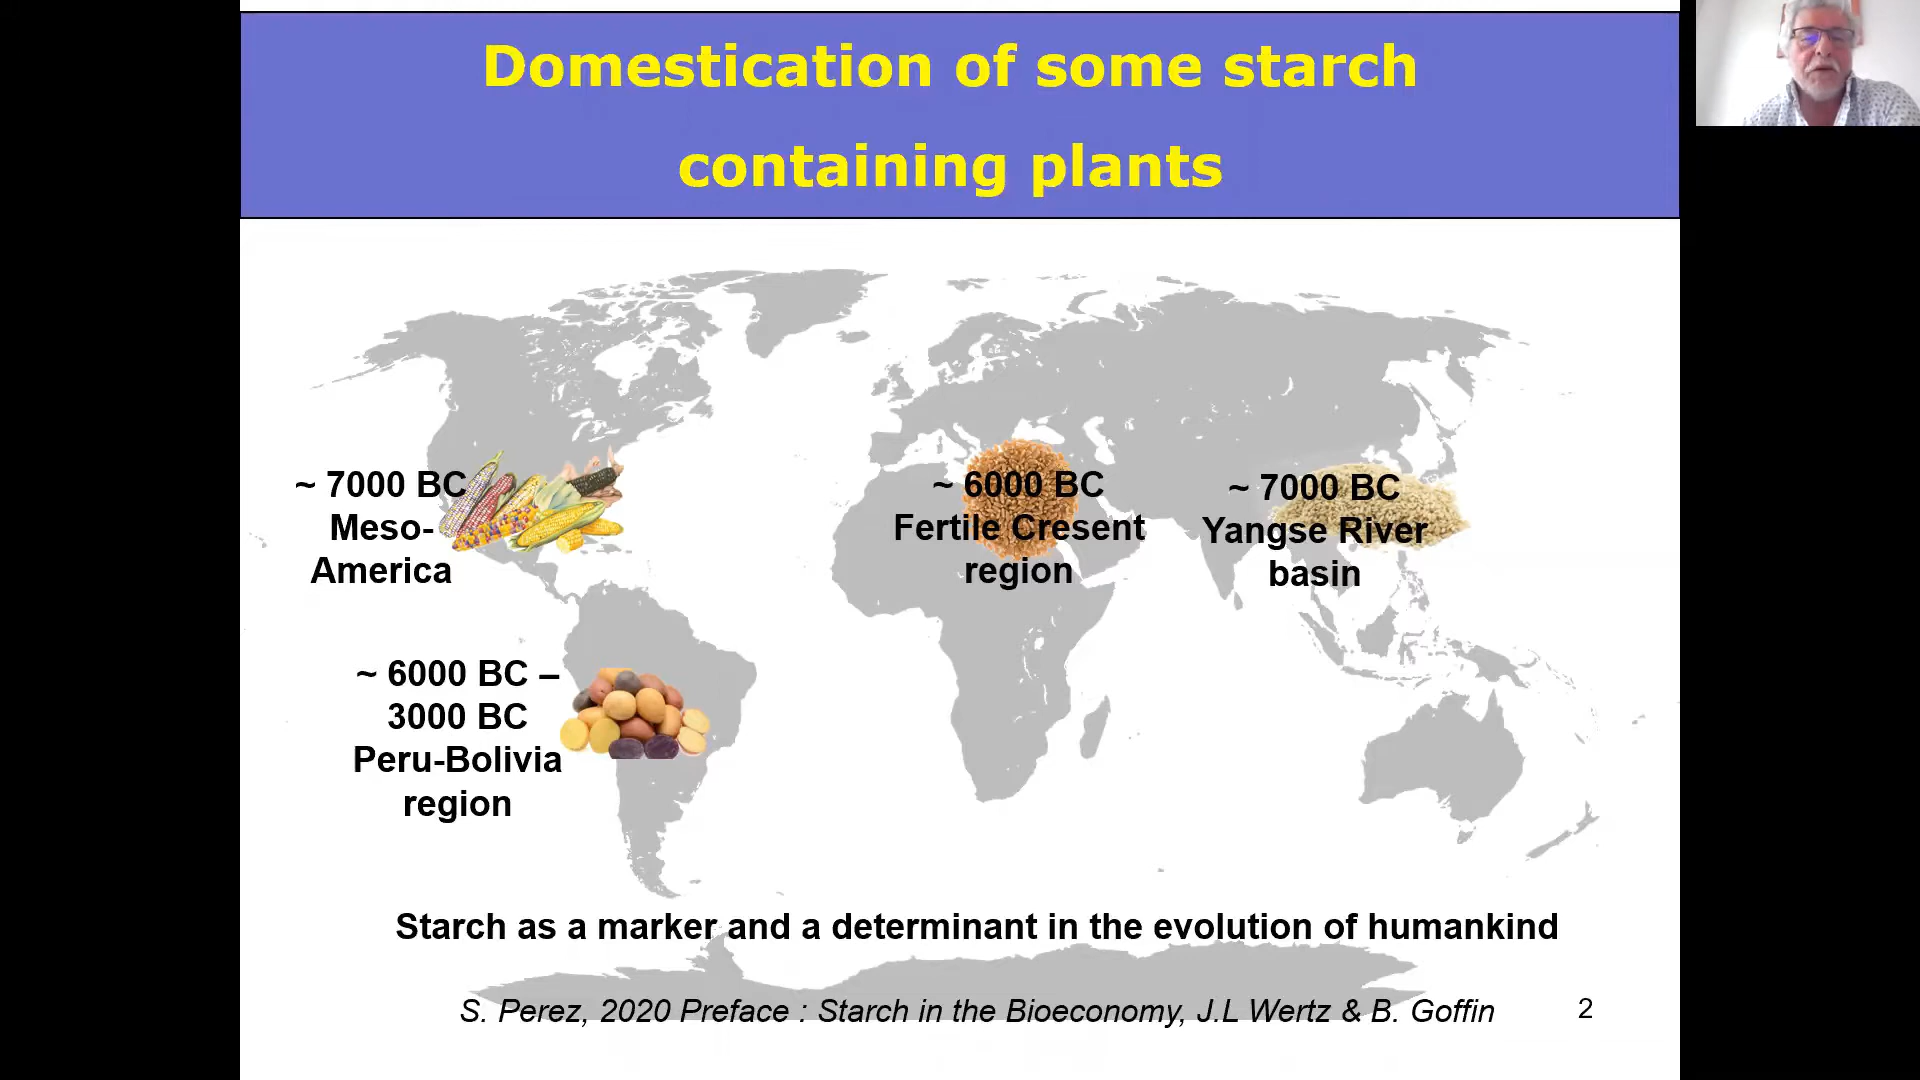 Domestication of some starch
containing plants
~ 7000 BC
Meso-
America
~ 6000 BC
Fertile Cresent
region
~ 7000 BC
Yangse River
basin
~ 6000 BC –
3000 BC
Peru-Bolivia
region
Starch as a marker and a determinant in the evolution of humankind
S. Perez, 2020 Preface : Starch in the Bioeconomy, J.L Wertz & B. Goffin
2